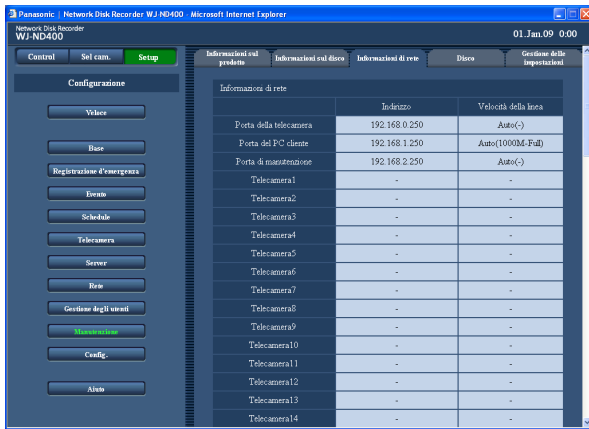 Panasonic | Network Disk Recorder WJ-ND400 - Microsoft Internet Explorer
Network Disk Recorder
WJ-ND400
01.Jan.09 0:00
Control Sel cam. Setup
Informazioni sul prodotto
Informazioni sul disco
Informazioni di rete
Disco
Gestione delle impostazioni
Configurazione
Veloce
Base
Registrazione d'emergenza
Evento
Schedule
Telecamera
Server
Rete
Gestione degli utenti
Manutenzione
Config.
Aiuto
Informazioni di rete
Indirizzo Velocità della linea
Porta della telecamera 192.168.0.250 Auto(-)
Porta del PC cliente 192.168.1.250 Auto(1000M-Full)
Porta di manutenzione 192.168.2.250 Auto(-)
Telecamera1 - -
Telecamera2 - -
Telecamera3 - -
Telecamera4 - -
Telecamera5 - -
Telecamera6 - -
Telecamera7 - -
Telecamera8 - -
Telecamera9 - -
Telecamera10 - -
Telecamera11 - -
Telecamera12 - -
Telecamera13 - -
Telecamera14 - -